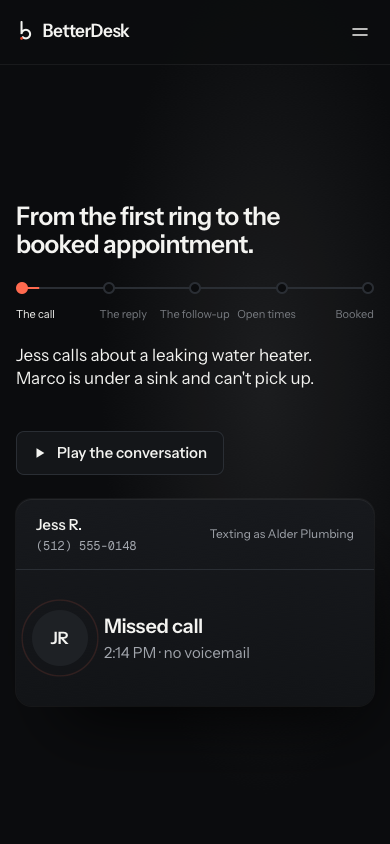 BetterDesk
From the first ring to the
booked appointment.
The call The reply The follow-up Open times Booked
Jess calls about a leaking water heater.
Marco is under a sink and can't pick up.
Play the conversation
Jess R.
(512) 555-0148
Texting as Alder Plumbing
JR
Missed call
2:14 PM · no voicemail